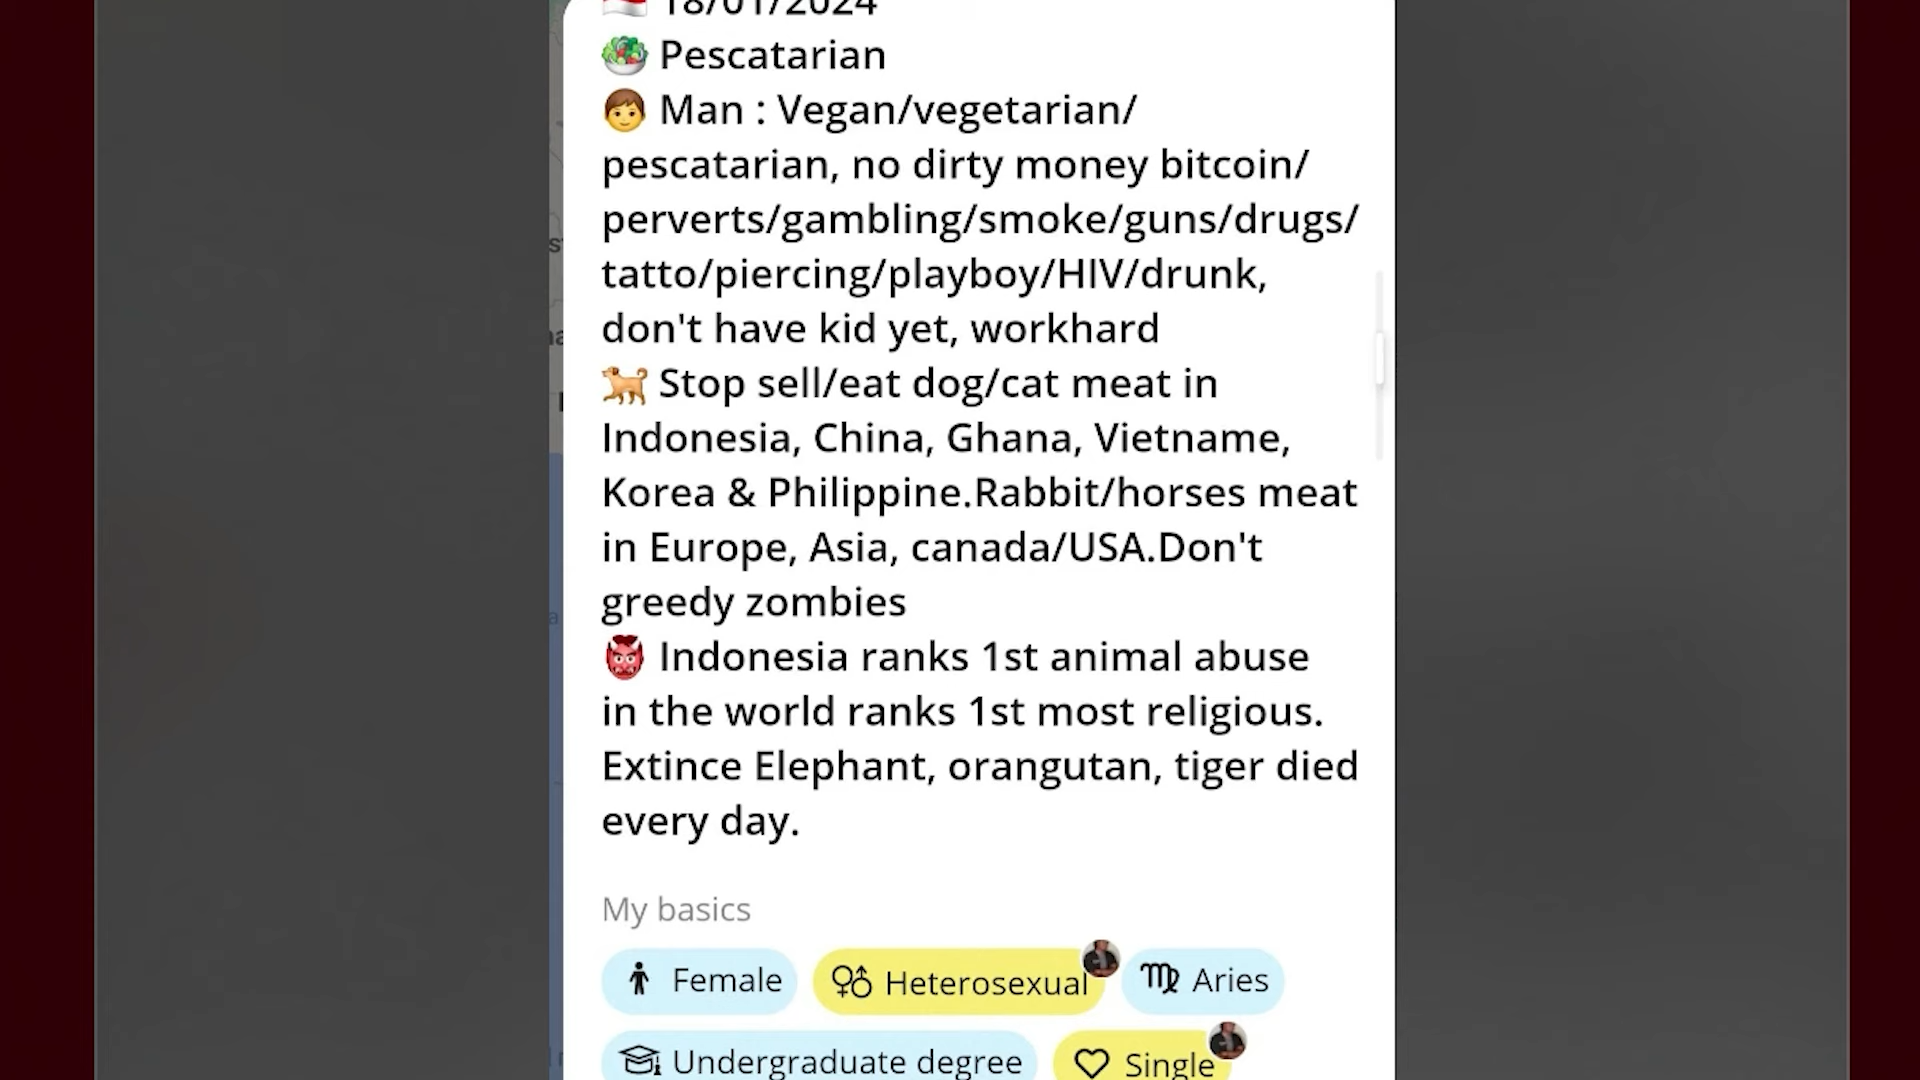 18/01/2024
Pescatarian
Man : Vegan/vegetarian/
pescatarian, no dirty money bitcoin/
perverts/gambling/smoke/guns/drugs/
tatto/piercing/playboy/HIV/drunk,
don't have kid yet, workhard
Stop sell/eat dog/cat meat in
Indonesia, China, Ghana, Vietname,
Korea & Philippine.Rabbit/horses meat
in Europe, Asia, canada/USA.Don't
greedy zombies
Indonesia ranks 1st animal abuse
in the world ranks 1st most religious.
Extince Elephant, orangutan, tiger died
every day.
My basics
Female Heterosexual Aries
Undergraduate degree Single